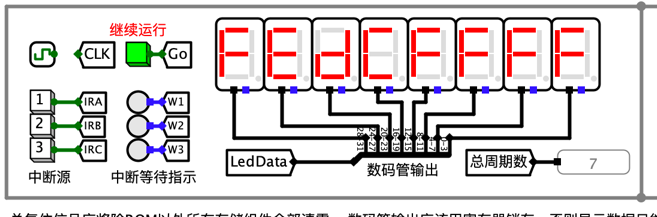 继续运行
CLK
Go
1 IRA W1
2 IRB W2
3 IRC W3
中断源
中断等待指示
LedData
28-31 24-27 20-23 16-19 12-15 8-11 4-7 0-3
数码管输出
总周期数
7